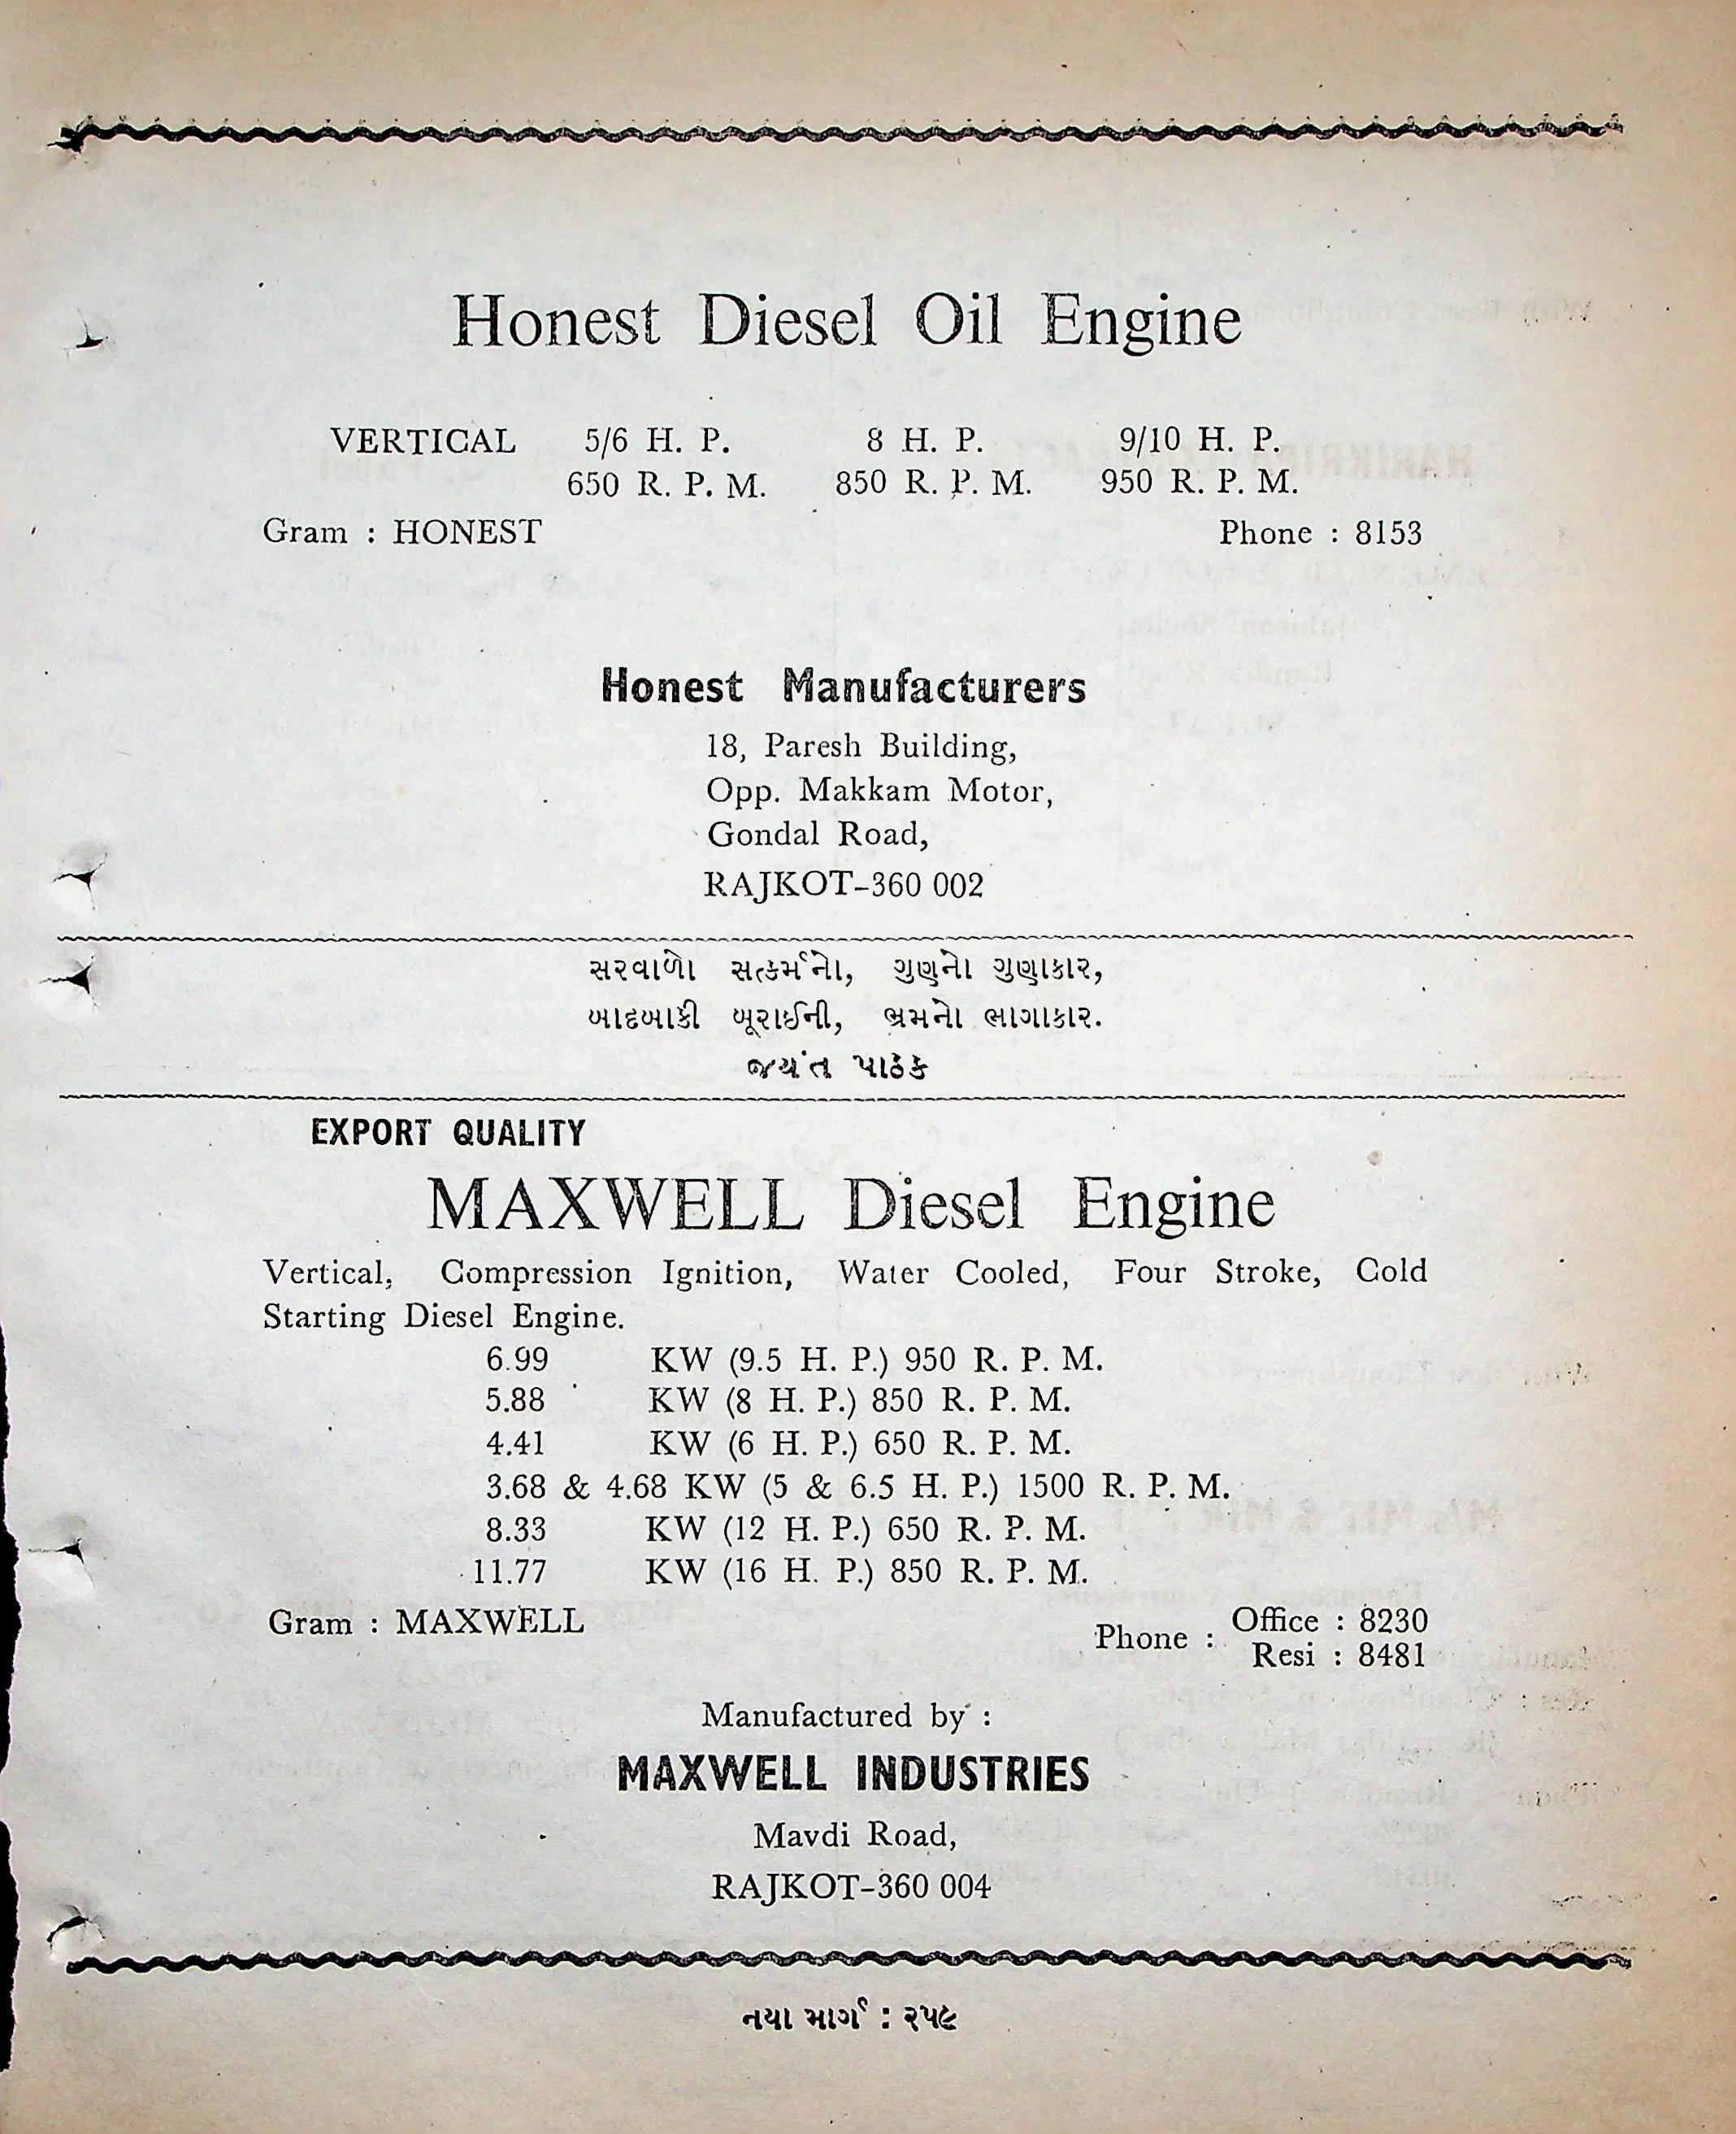 Honest Diesel Oil Engine
VERTICAL 5/6 H. P. 8 H. P. 9/10 H. P.
650 R. P. M. 850 R. P. M. 950 R. P. M.
Gram : HONEST Phone : 8153
Honest Manufacturers
18, Paresh Building,
Opp. Makkam Motor,
Gondal Road,
RAJKOT-360 002
સરવાળો સત્કર્મનો, ગુણનો ગુણાકાર,
બાદબાકી બૂરાઈની, ભ્રમનો ભાગાકાર.
જયંત પાઠક
EXPORT QUALITY
MAXWELL Diesel Engine
Vertical, Compression Ignition, Water Cooled, Four Stroke, Cold
Starting Diesel Engine.
6.99 KW (9.5 H. P.) 950 R. P. M.
5.88 KW (8 H. P.) 850 R. P. M.
4.41 KW (6 H. P.) 650 R. P. M.
3.68 & 4.68 KW (5 & 6.5 H. P.) 1500 R. P. M.
8.33 KW (12 H. P.) 650 R. P. M.
11.77 KW (16 H. P.) 850 R. P. M.
Gram : MAXWELL Phone : Office : 8230
Resi : 8481
Manufactured by :
MAXWELL INDUSTRIES
Mavdi Road,
RAJKOT-360 004
નયા માર્ગ : ૨૫૯